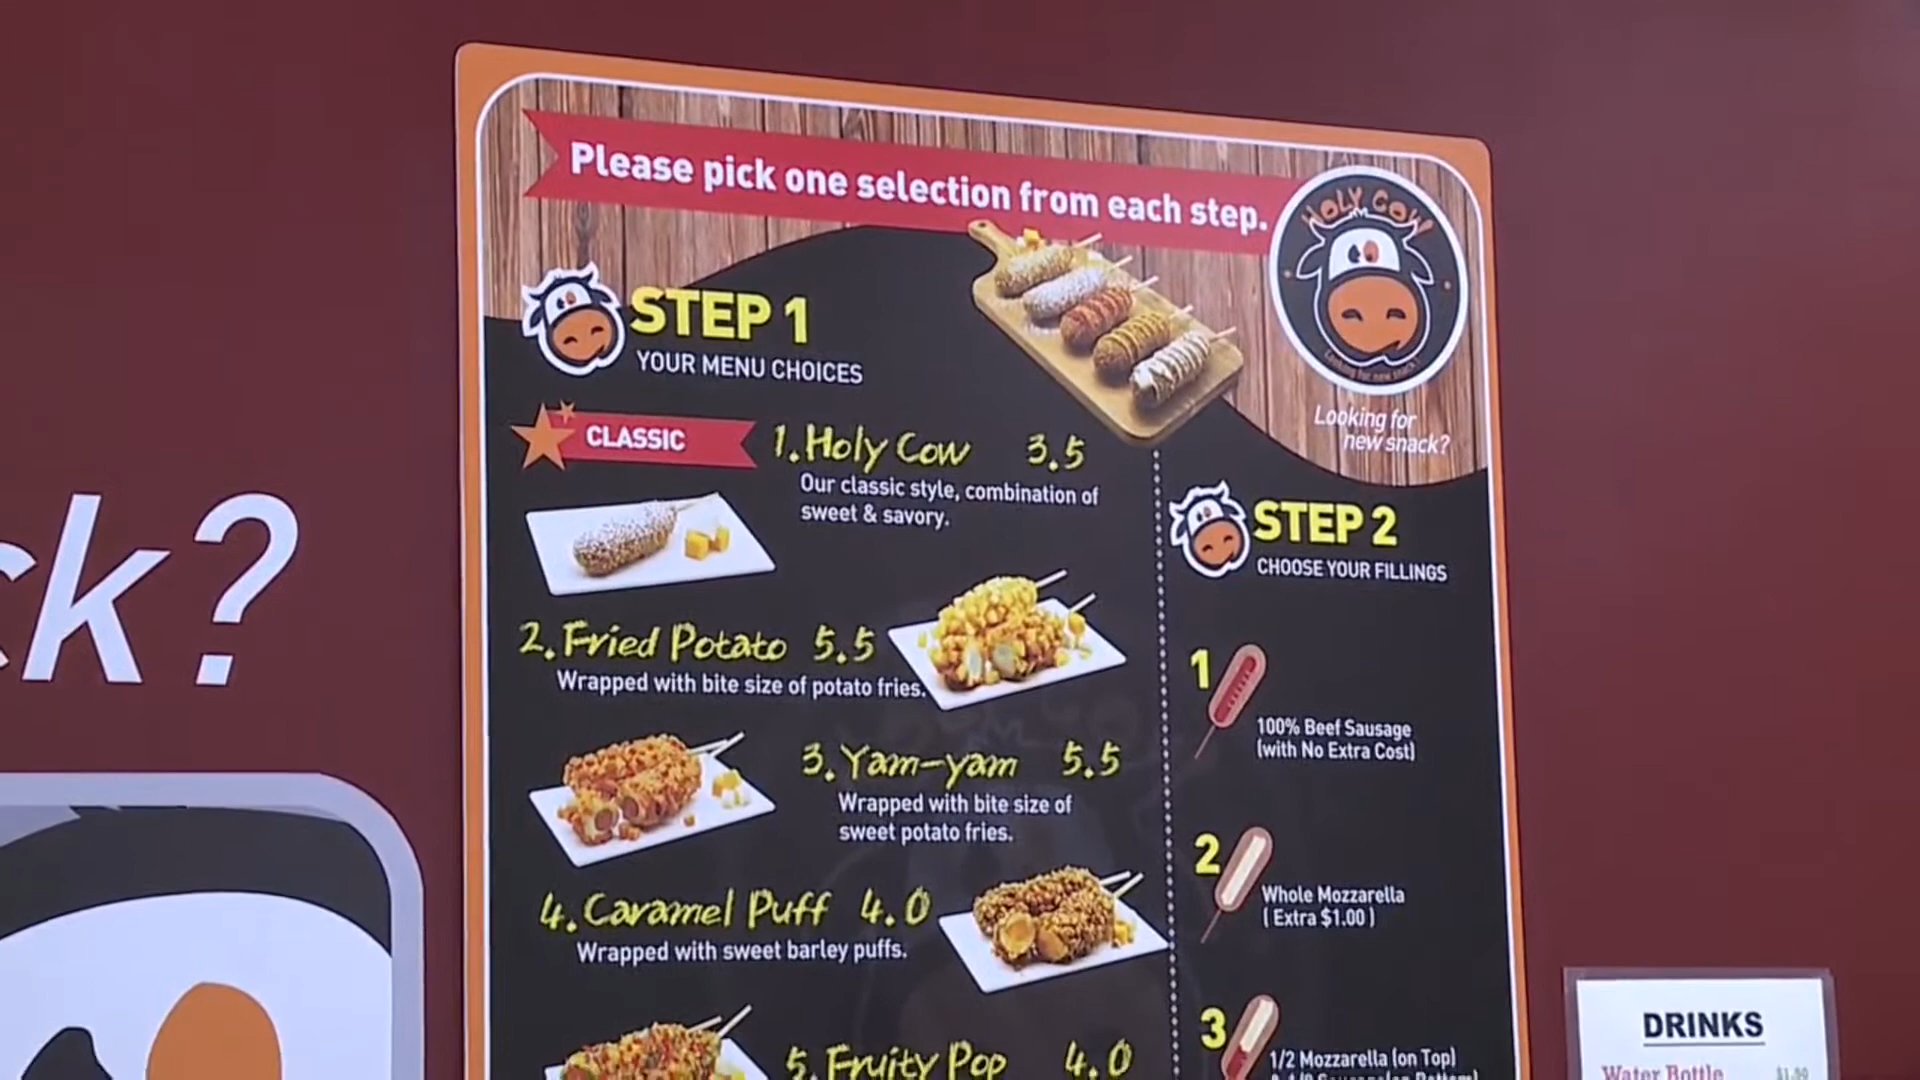 Please pick one selection from each step.
HOLY COW
Looking for new snack?
Looking for
new snack?
STEP 1
YOUR MENU CHOICES
CLASSIC
1. Holy Cow 3.5
Our classic style, combination of
sweet & savory.
2. Fried Potato 5.5
Wrapped with bite size of potato fries.
3. Yam-yam 5.5
Wrapped with bite size of
sweet potato fries.
4. Caramel Puff 4.0
Wrapped with sweet barley puffs.
5. Fruity Pop 4.0
STEP 2
CHOOSE YOUR FILLINGS
1
100% Beef Sausage
(with No Extra Cost)
2
Whole Mozzarella
( Extra $1.00 )
3
1/2 Mozzarella (on Top)
ck?
DRINKS
Water Bottle